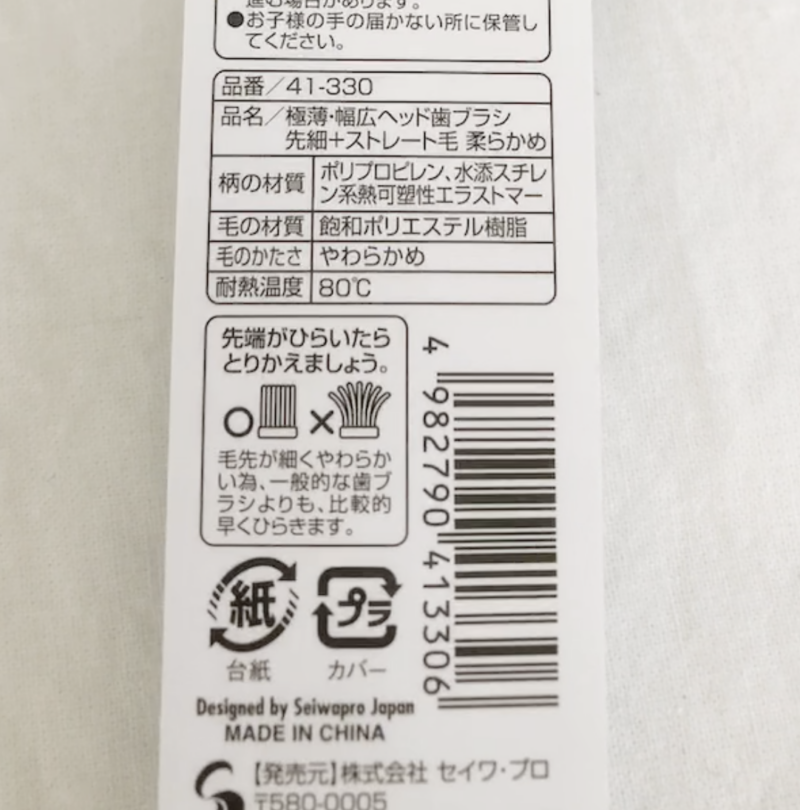 進む場合があります。
●お子様の手の届かない所に保管し
てください。
品番／41-330
品名／極薄・幅広ヘッド歯ブラシ
先細＋ストレート毛 柔らかめ
柄の材質 ポリプロピレン、水添スチレ
ン系熱可塑性エラストマー
毛の材質 飽和ポリエステル樹脂
毛のかたさ やわらかめ
耐熱温度 80℃
先端がひらいたら
とりかえましょう。
○ ×
毛先が細くやわらか
い為、一般的な歯ブ
ラシよりも、比較的
早くひらきます。
4 982790 413306
紙 プラ
台紙 カバー
Designed by Seiwapro Japan
MADE IN CHINA
【発売元】株式会社 セイワ・プロ
〒580-0005